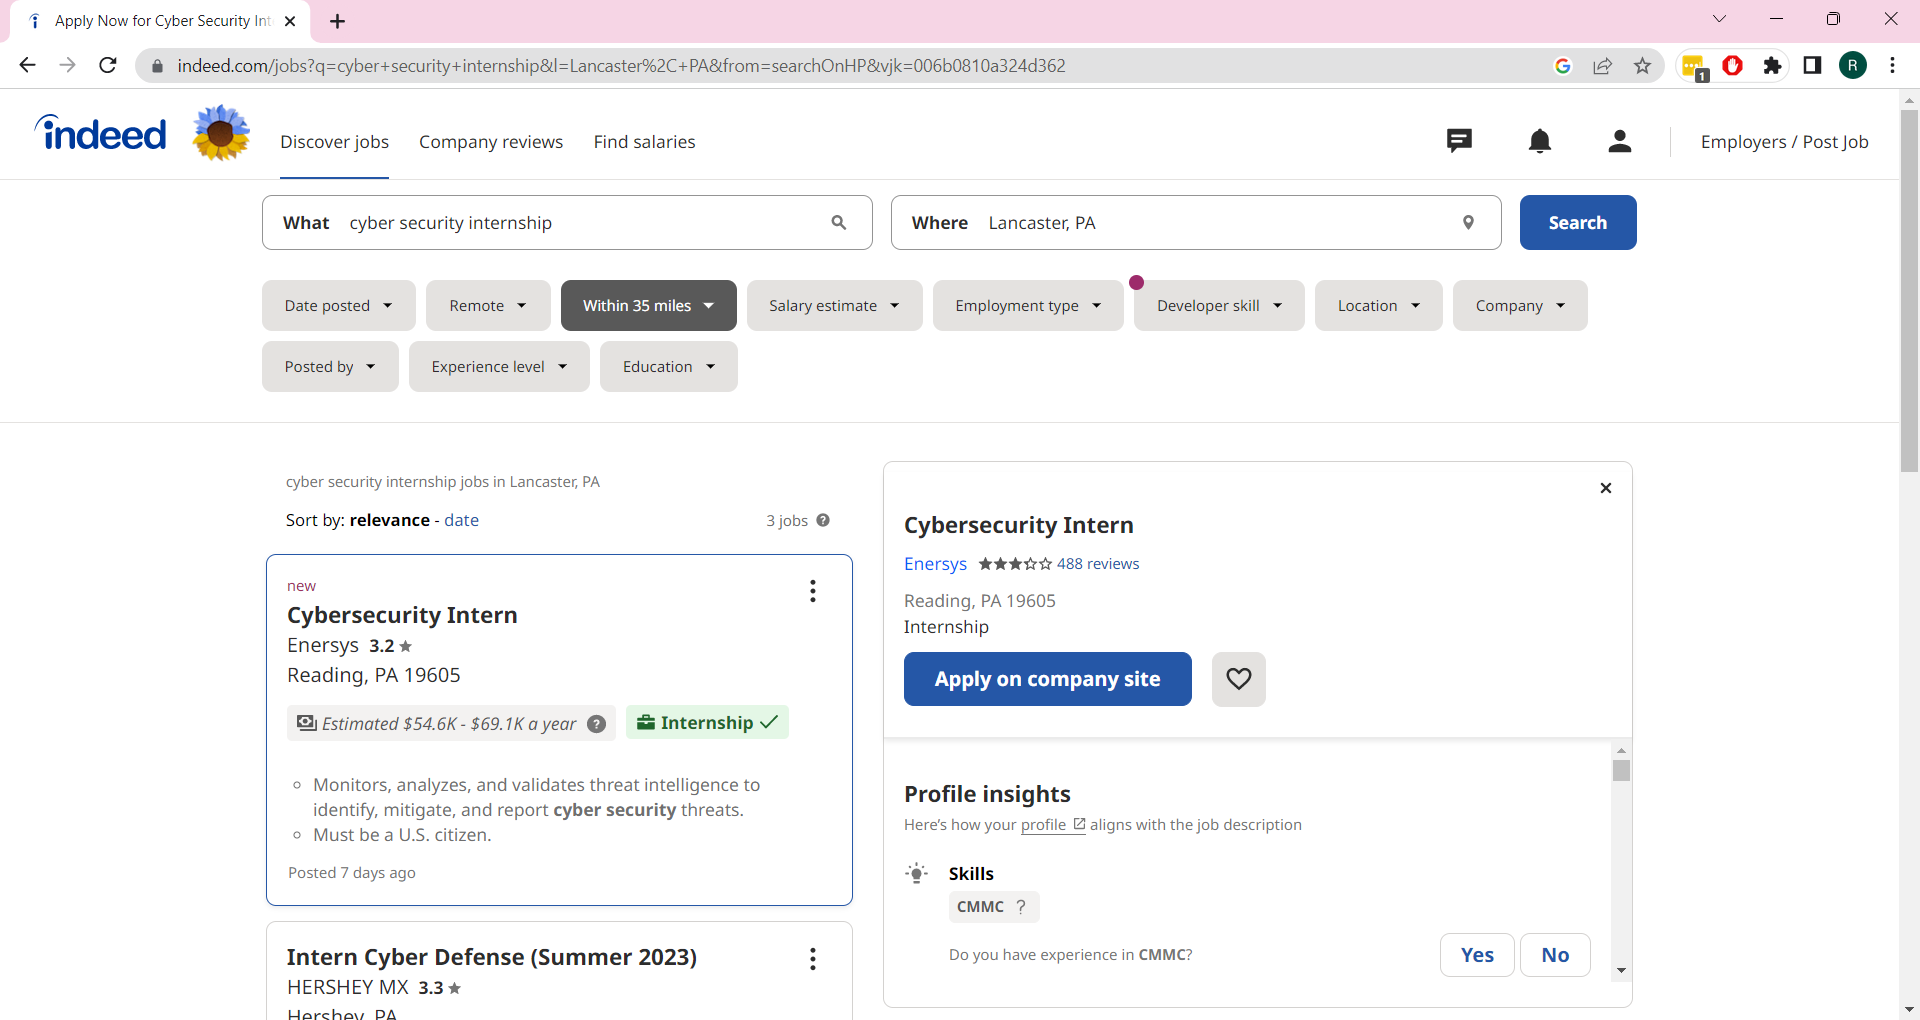 Apply Now for Cyber Security Int
indeed.com/jobs?q=cyber+security+internship&l=Lancaster%2C+PA&from=searchOnHP&vjk=006b0810a324d362
1
R
indeed
Discover jobs
Company reviews
Find salaries
Employers / Post Job
What cyber security internship
Where Lancaster, PA
Search
Date posted
Remote
Within 35 miles
Salary estimate
Employment type
Developer skill
Location
Company
Posted by
Experience level
Education
cyber security internship jobs in Lancaster, PA
Sort by: relevance - date
3 jobs ?
new
Cybersecurity Intern
Enersys 3.2
Reading, PA 19605
Estimated $54.6K - $69.1K a year ?
Internship
Monitors, analyzes, and validates threat intelligence to
identify, mitigate, and report cyber security threats.
Must be a U.S. citizen.
Posted 7 days ago
Intern Cyber Defense (Summer 2023)
HERSHEY MX 3.3
Hershey, PA
Cybersecurity Intern
Enersys 488 reviews
Reading, PA 19605
Internship
Apply on company site
Profile insights
Here's how your profile aligns with the job description
Skills
CMMC ?
Do you have experience in CMMC?
Yes
No